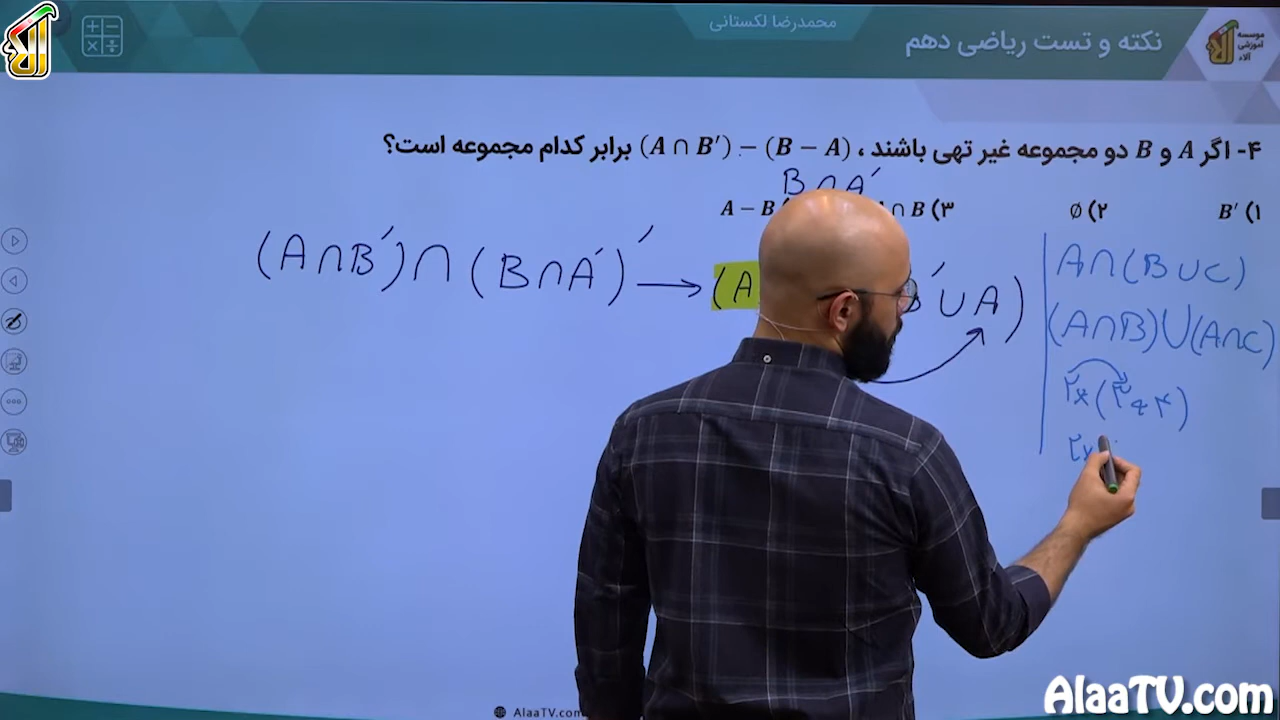 محمدرضا لکستانی
نکته و تست ریاضی دهم
موسسه
آموزشی
آلاء
۴- اگر A و B دو مجموعه غیر تهی باشند ، (A ∩ B′) − (B − A) برابر کدام مجموعه است؟
B ∩ A′
۱) B′
۲) ∅
۳) ∩ B
A − B
(A∩B′)∩(B∩A′)′ → (A
B′∪A)
A∩(B∪C)
(A∩B)∪(A∩C)
۲×(۳+۴)
۲×
AlaaTV.com
AlaaTV.com